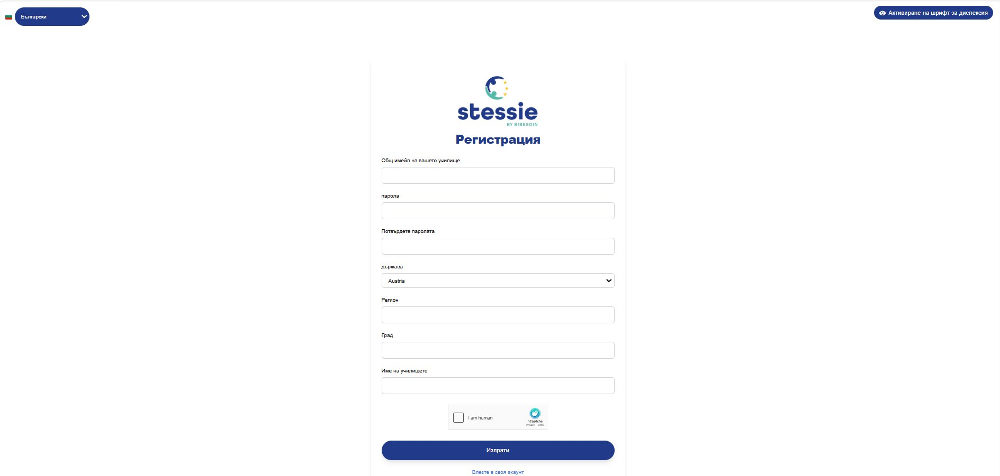 Български
Активиране на шрифт за дислексия
stessie
BY BIBESOIN
Регистрация
Общ имейл на вашето училище
парола
Потвърдете паролата
държава
Austria
Регион
Град
Име на училището
I am human
hCaptcha
Privacy - Terms
Изпрати
Влезте в своя акаунт